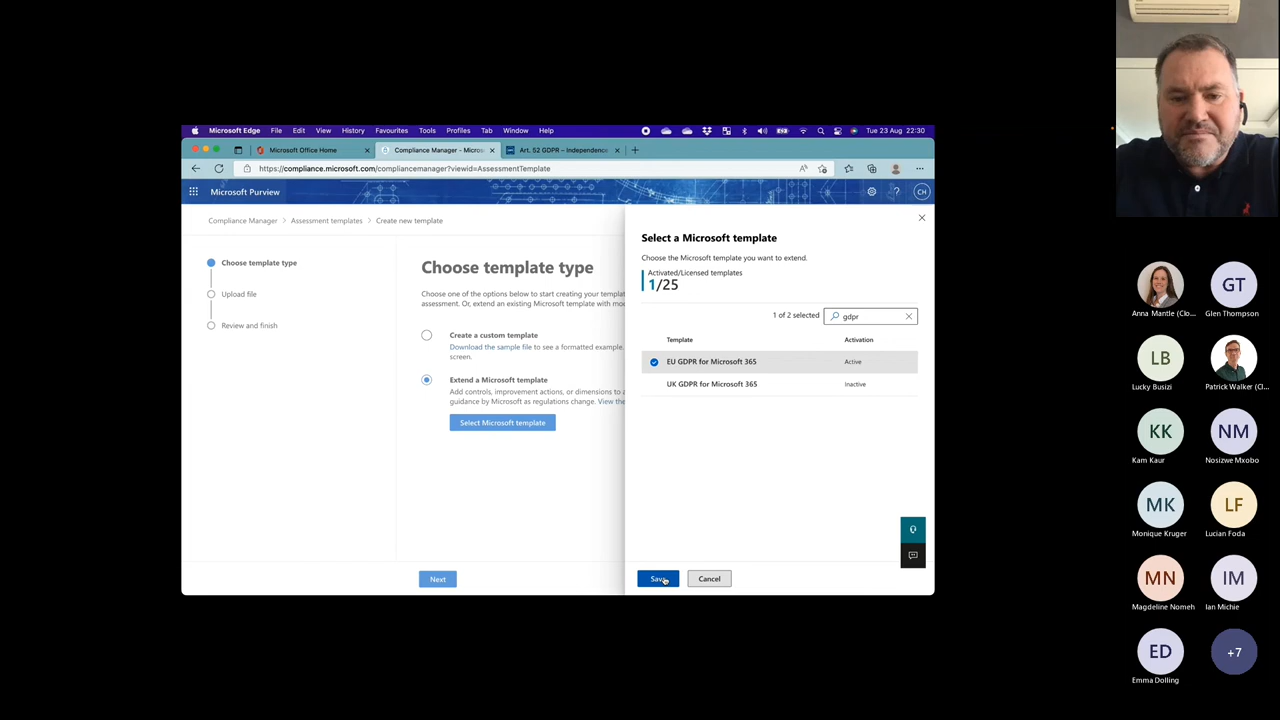 Microsoft Edge File Edit View History Favourites Tools Profiles Tab Window Help Tue 23 Aug 22:30
Microsoft Office Home
Compliance Manager - Micros
Art. 52 GDPR – Independence
https://compliance.microsoft.com/compliancemanager?viewid=AssessmentTemplate
Microsoft Purview
CH
Compliance Manager > Assessment templates > Create new template
Choose template type
Upload file
Review and finish
Choose template type
Choose one of the options below to start creating your templat
assessment. Or, extend an existing Microsoft template with mod
Create a custom template
Download the sample file to see a formatted example.
screen.
Extend a Microsoft template
Add controls, improvement actions, or dimensions to a
guidance by Microsoft as regulations change. View the
Select Microsoft template
Next
Select a Microsoft template
Choose the Microsoft template you want to extend.
Activated/Licensed templates
1/25
1 of 2 selected
gdpr
Template Activation
EU GDPR for Microsoft 365 Active
UK GDPR for Microsoft 365 Inactive
Save
Cancel
Anna Mantle (Clo...
GT
Glen Thompson
LB
Lucky Busizi
Patrick Walker (Cl...
KK
Kam Kaur
NM
Nosizwe Mxobo
MK
Monique Kruger
LF
Lucian Foda
MN
Magdeline Nomeh
IM
Ian Michie
ED
Emma Dolling
+7